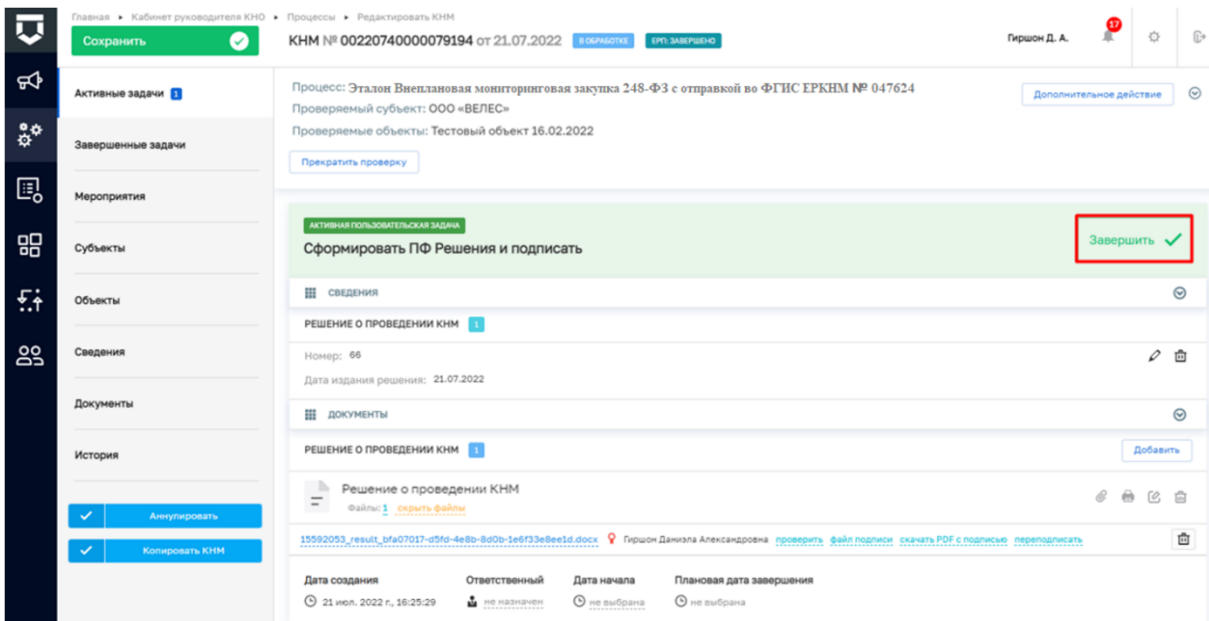 Главная ▸ Кабинет руководителя КНО ▸ Процессы ▸ Редактировать КНМ
Сохранить
КНМ № 00220740000079194 от 21.07.2022 В ОБРАБОТКЕ ЕРП: ЗАВЕРШЕНО
Гиршон Д. А. 17
Активные задачи 1
Завершенные задачи
Мероприятия
Субъекты
Объекты
Сведения
Документы
История
Аннулировать
Копировать КНМ
Процесс: Эталон Внеплановая мониторинговая закупка 248-ФЗ с отправкой во ФГИС ЕРКНМ № 047624
Дополнительное действие
Проверяемый субъект: ООО «ВЕЛЕС»
Проверяемые объекты: Тестовый объект 16.02.2022
Прекратить проверку
АКТИВНАЯ ПОЛЬЗОВАТЕЛЬСКАЯ ЗАДАЧА
Сформировать ПФ Решения и подписать
Завершить
СВЕДЕНИЯ
РЕШЕНИЕ О ПРОВЕДЕНИИ КНМ 1
Номер: 66
Дата издания решения: 21.07.2022
ДОКУМЕНТЫ
РЕШЕНИЕ О ПРОВЕДЕНИИ КНМ 1
Добавить
Решение о проведении КНМ
Файлы: 1 скрыть файлы
15592053_result_bfa07017-d5fd-4e8b-8d0b-1e6f33e8ee1d.docx Гиршон Даниэла Александровна проверить файл подписи скачать PDF с подписью переподписать
Дата создания Ответственный Дата начала Плановая дата завершения
21 июл. 2022 г., 16:25:29 не назначен не выбрана не выбрана